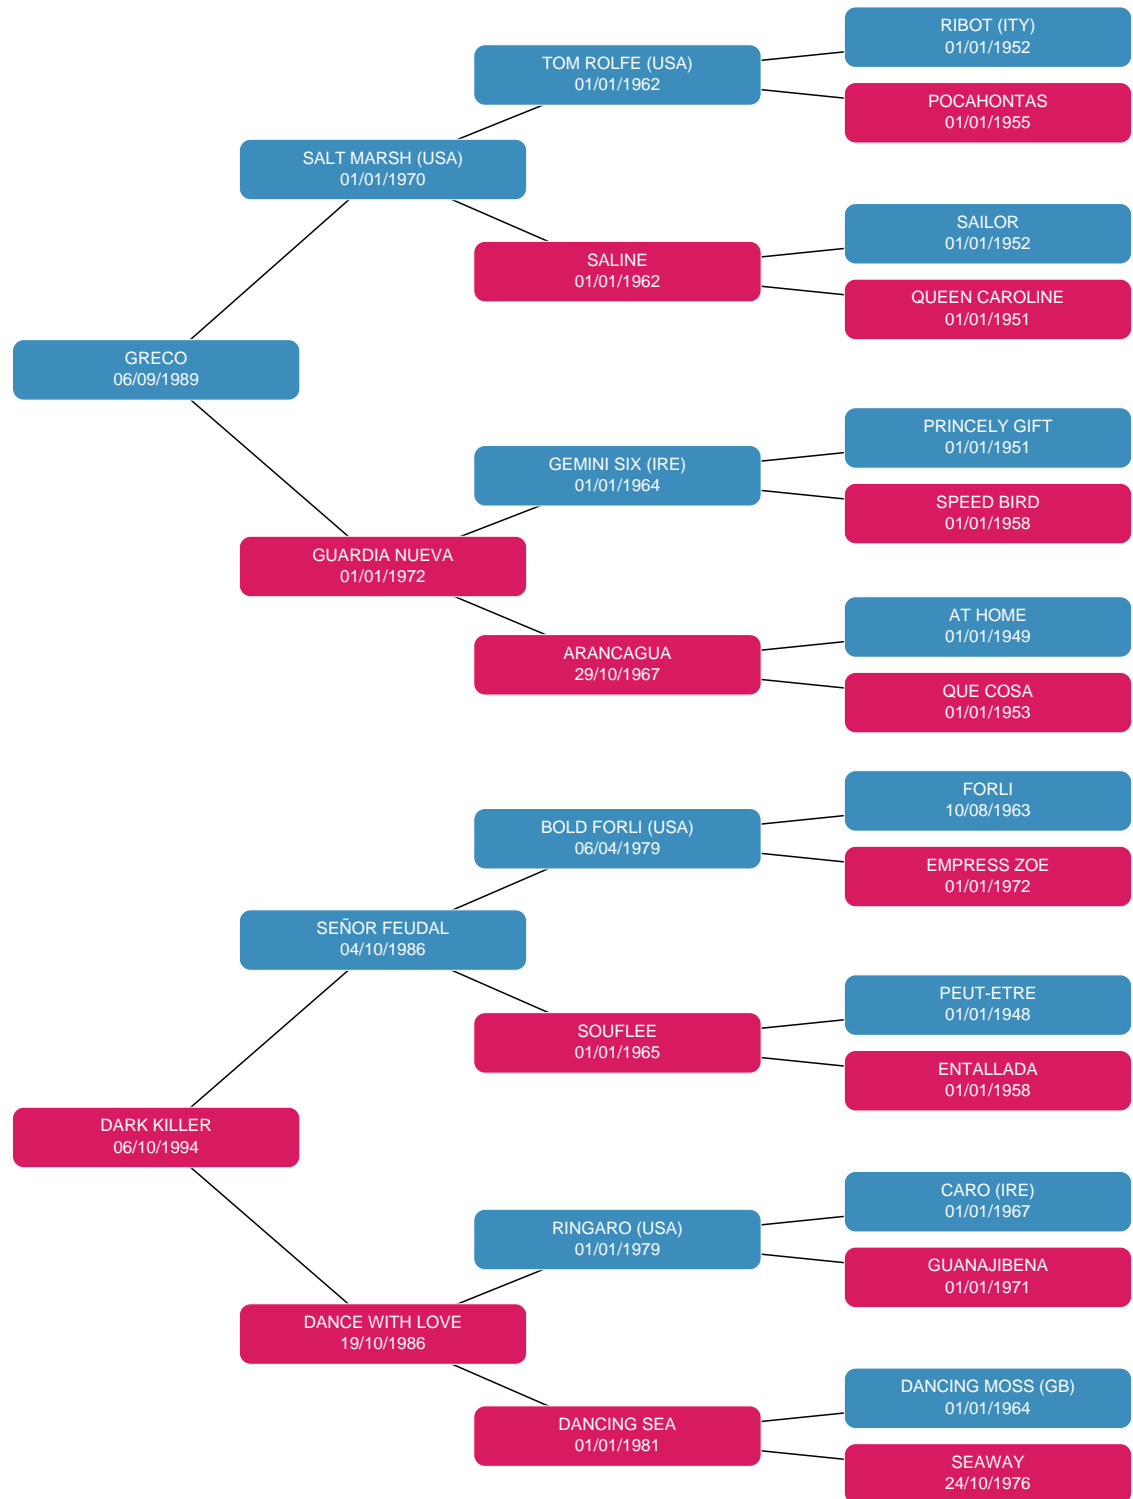 RIBOT (ITY)
01/01/1952
TOM ROLFE (USA)
01/01/1962
POCAHONTAS
01/01/1955
SALT MARSH (USA)
01/01/1970
SAILOR
01/01/1952
SALINE
01/01/1962
QUEEN CAROLINE
01/01/1951
GRECO
06/09/1989
PRINCELY GIFT
01/01/1951
GEMINI SIX (IRE)
01/01/1964
SPEED BIRD
01/01/1958
GUARDIA NUEVA
01/01/1972
AT HOME
01/01/1949
ARANCAGUA
29/10/1967
QUE COSA
01/01/1953
FORLI
10/08/1963
BOLD FORLI (USA)
06/04/1979
EMPRESS ZOE
01/01/1972
SEÑOR FEUDAL
04/10/1986
PEUT-ETRE
01/01/1948
SOUFLEE
01/01/1965
ENTALLADA
01/01/1958
DARK KILLER
06/10/1994
CARO (IRE)
01/01/1967
RINGARO (USA)
01/01/1979
GUANAJIBENA
01/01/1971
DANCE WITH LOVE
19/10/1986
DANCING MOSS (GB)
01/01/1964
DANCING SEA
01/01/1981
SEAWAY
24/10/1976